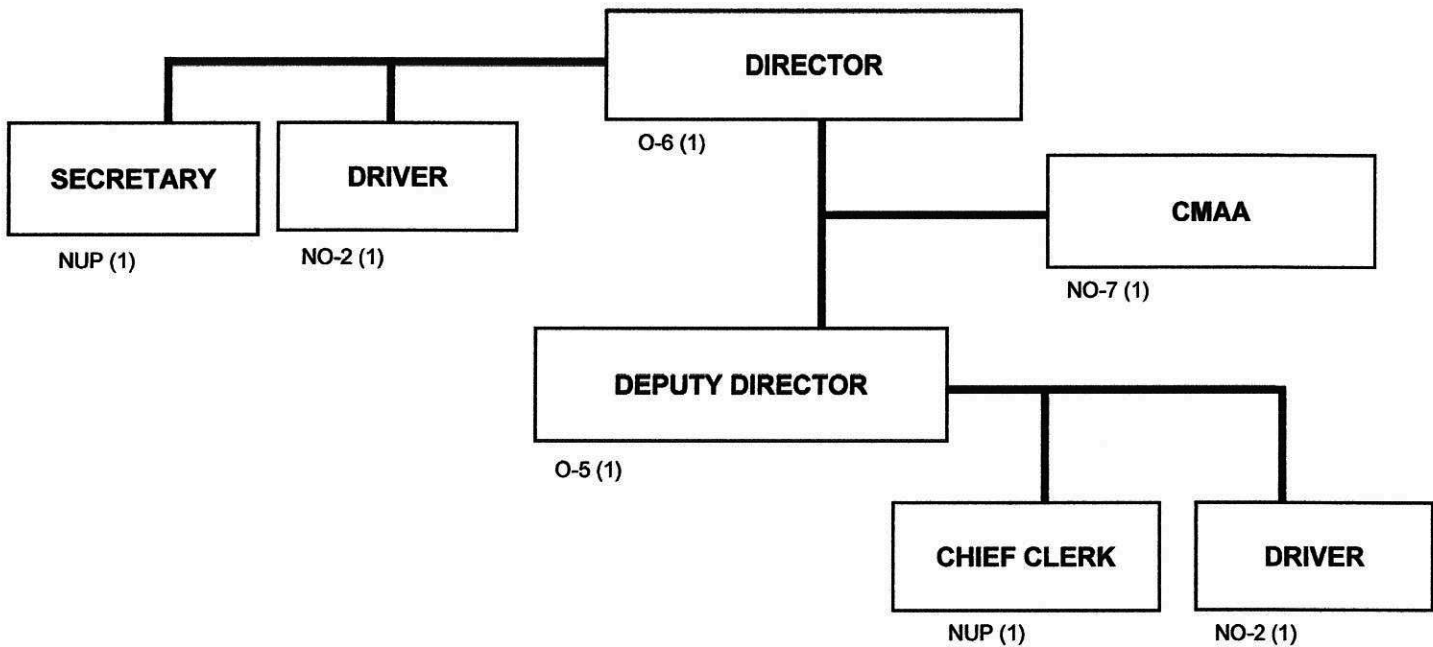 DIRECTOR
O-6 (1)
SECRETARY
NUP (1)
DRIVER
NO-2 (1)
CMAA
NO-7 (1)
DEPUTY DIRECTOR
O-5 (1)
CHIEF CLERK
NUP (1)
DRIVER
NO-2 (1)